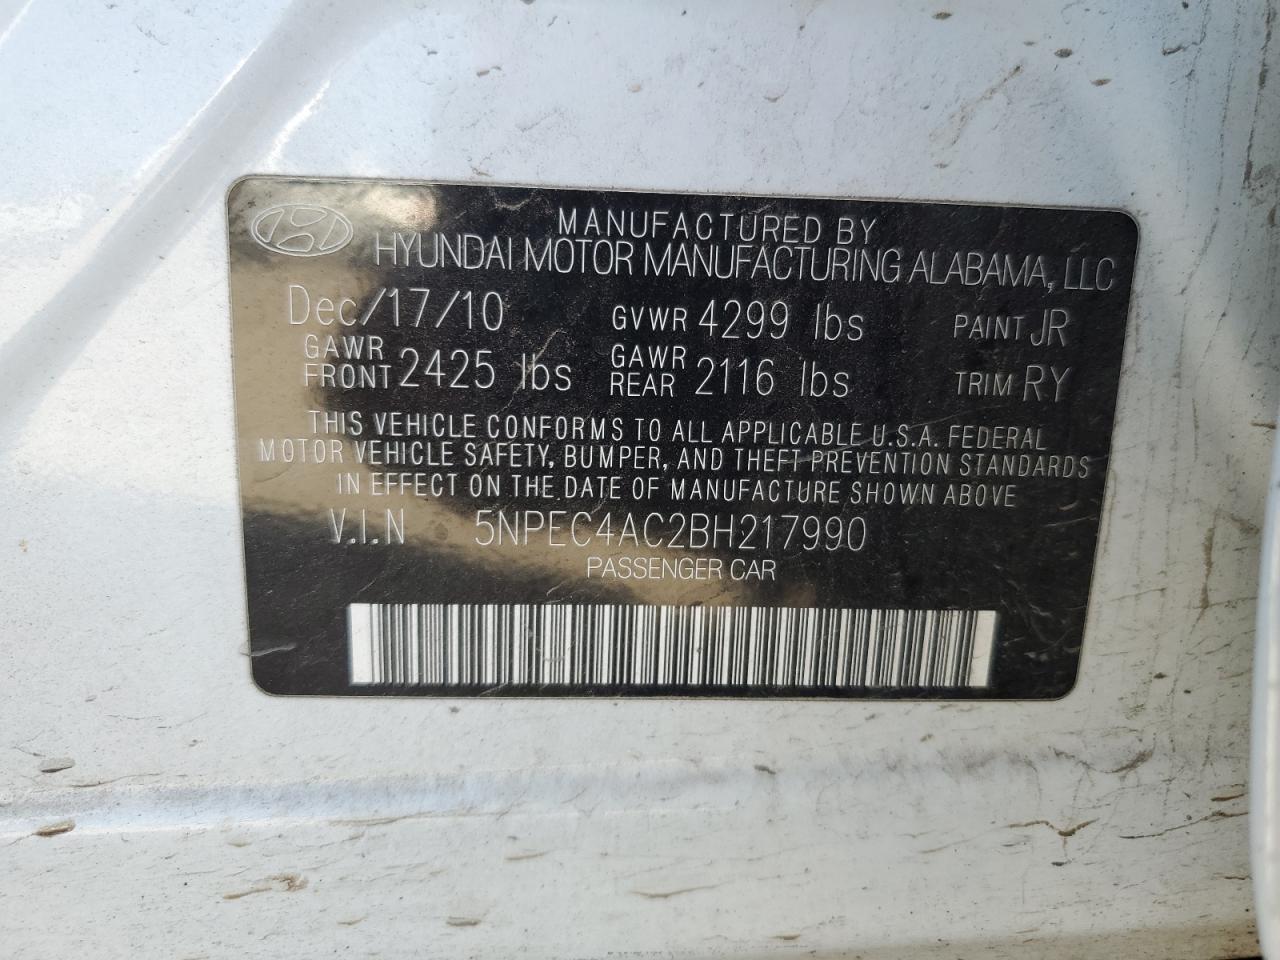 MANUFACTURED BY
HYUNDAI MOTOR MANUFACTURING ALABAMA, LLC
Dec/17/10 GVWR 4299 lbs PAINT JR
GAWR FRONT 2425 lbs GAWR REAR 2116 lbs TRIM RY
THIS VEHICLE CONFORMS TO ALL APPLICABLE U.S.A. FEDERAL
MOTOR VEHICLE SAFETY, BUMPER, AND THEFT PREVENTION STANDARDS
IN EFFECT ON THE DATE OF MANUFACTURE SHOWN ABOVE
V.I.N 5NPEC4AC2BH217990
PASSENGER CAR